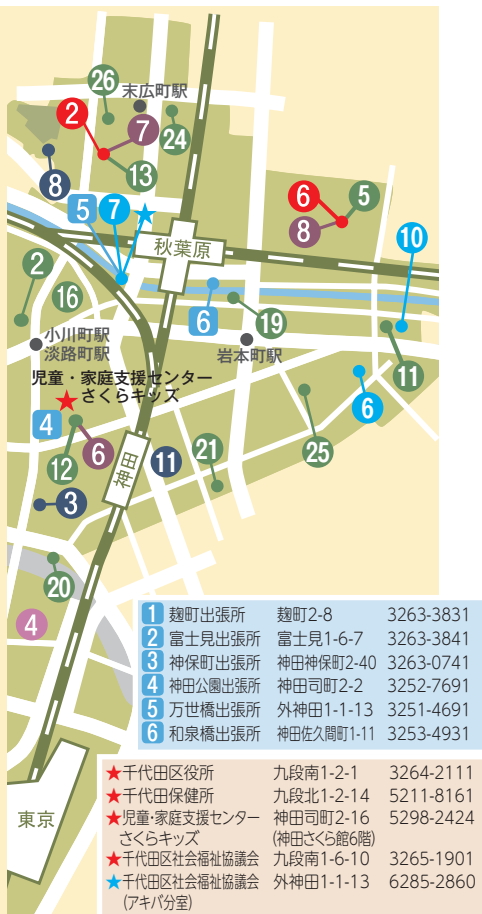 26
末広町駅
2
7
24
8
13
5
7
6
5
8
10
秋葉原
2
16
6
19
小川町駅
淡路町駅
岩本町駅
11
児童・家庭支援センター
さくらキッズ
6
4
25
12
6
神田
11
21
3
20
4
1 麹町出張所 麹町2-8 3263-3831
2 富士見出張所 富士見1-6-7 3263-3841
3 神保町出張所 神田神保町2-40 3263-0741
4 神田公園出張所 神田司町2-2 3252-7691
5 万世橋出張所 外神田1-1-13 3251-4691
6 和泉橋出張所 神田佐久間町1-11 3253-4931
東京
★千代田区役所 九段南1-2-1 3264-2111
★千代田保健所 九段北1-2-14 5211-8161
★児童・家庭支援センター 神田司町2-16 5298-2424
さくらキッズ (神田さくら館6階)
★千代田区社会福祉協議会 九段南1-6-10 3265-1901
★千代田区社会福祉協議会 外神田1-1-13 6285-2860
(アキバ分室)